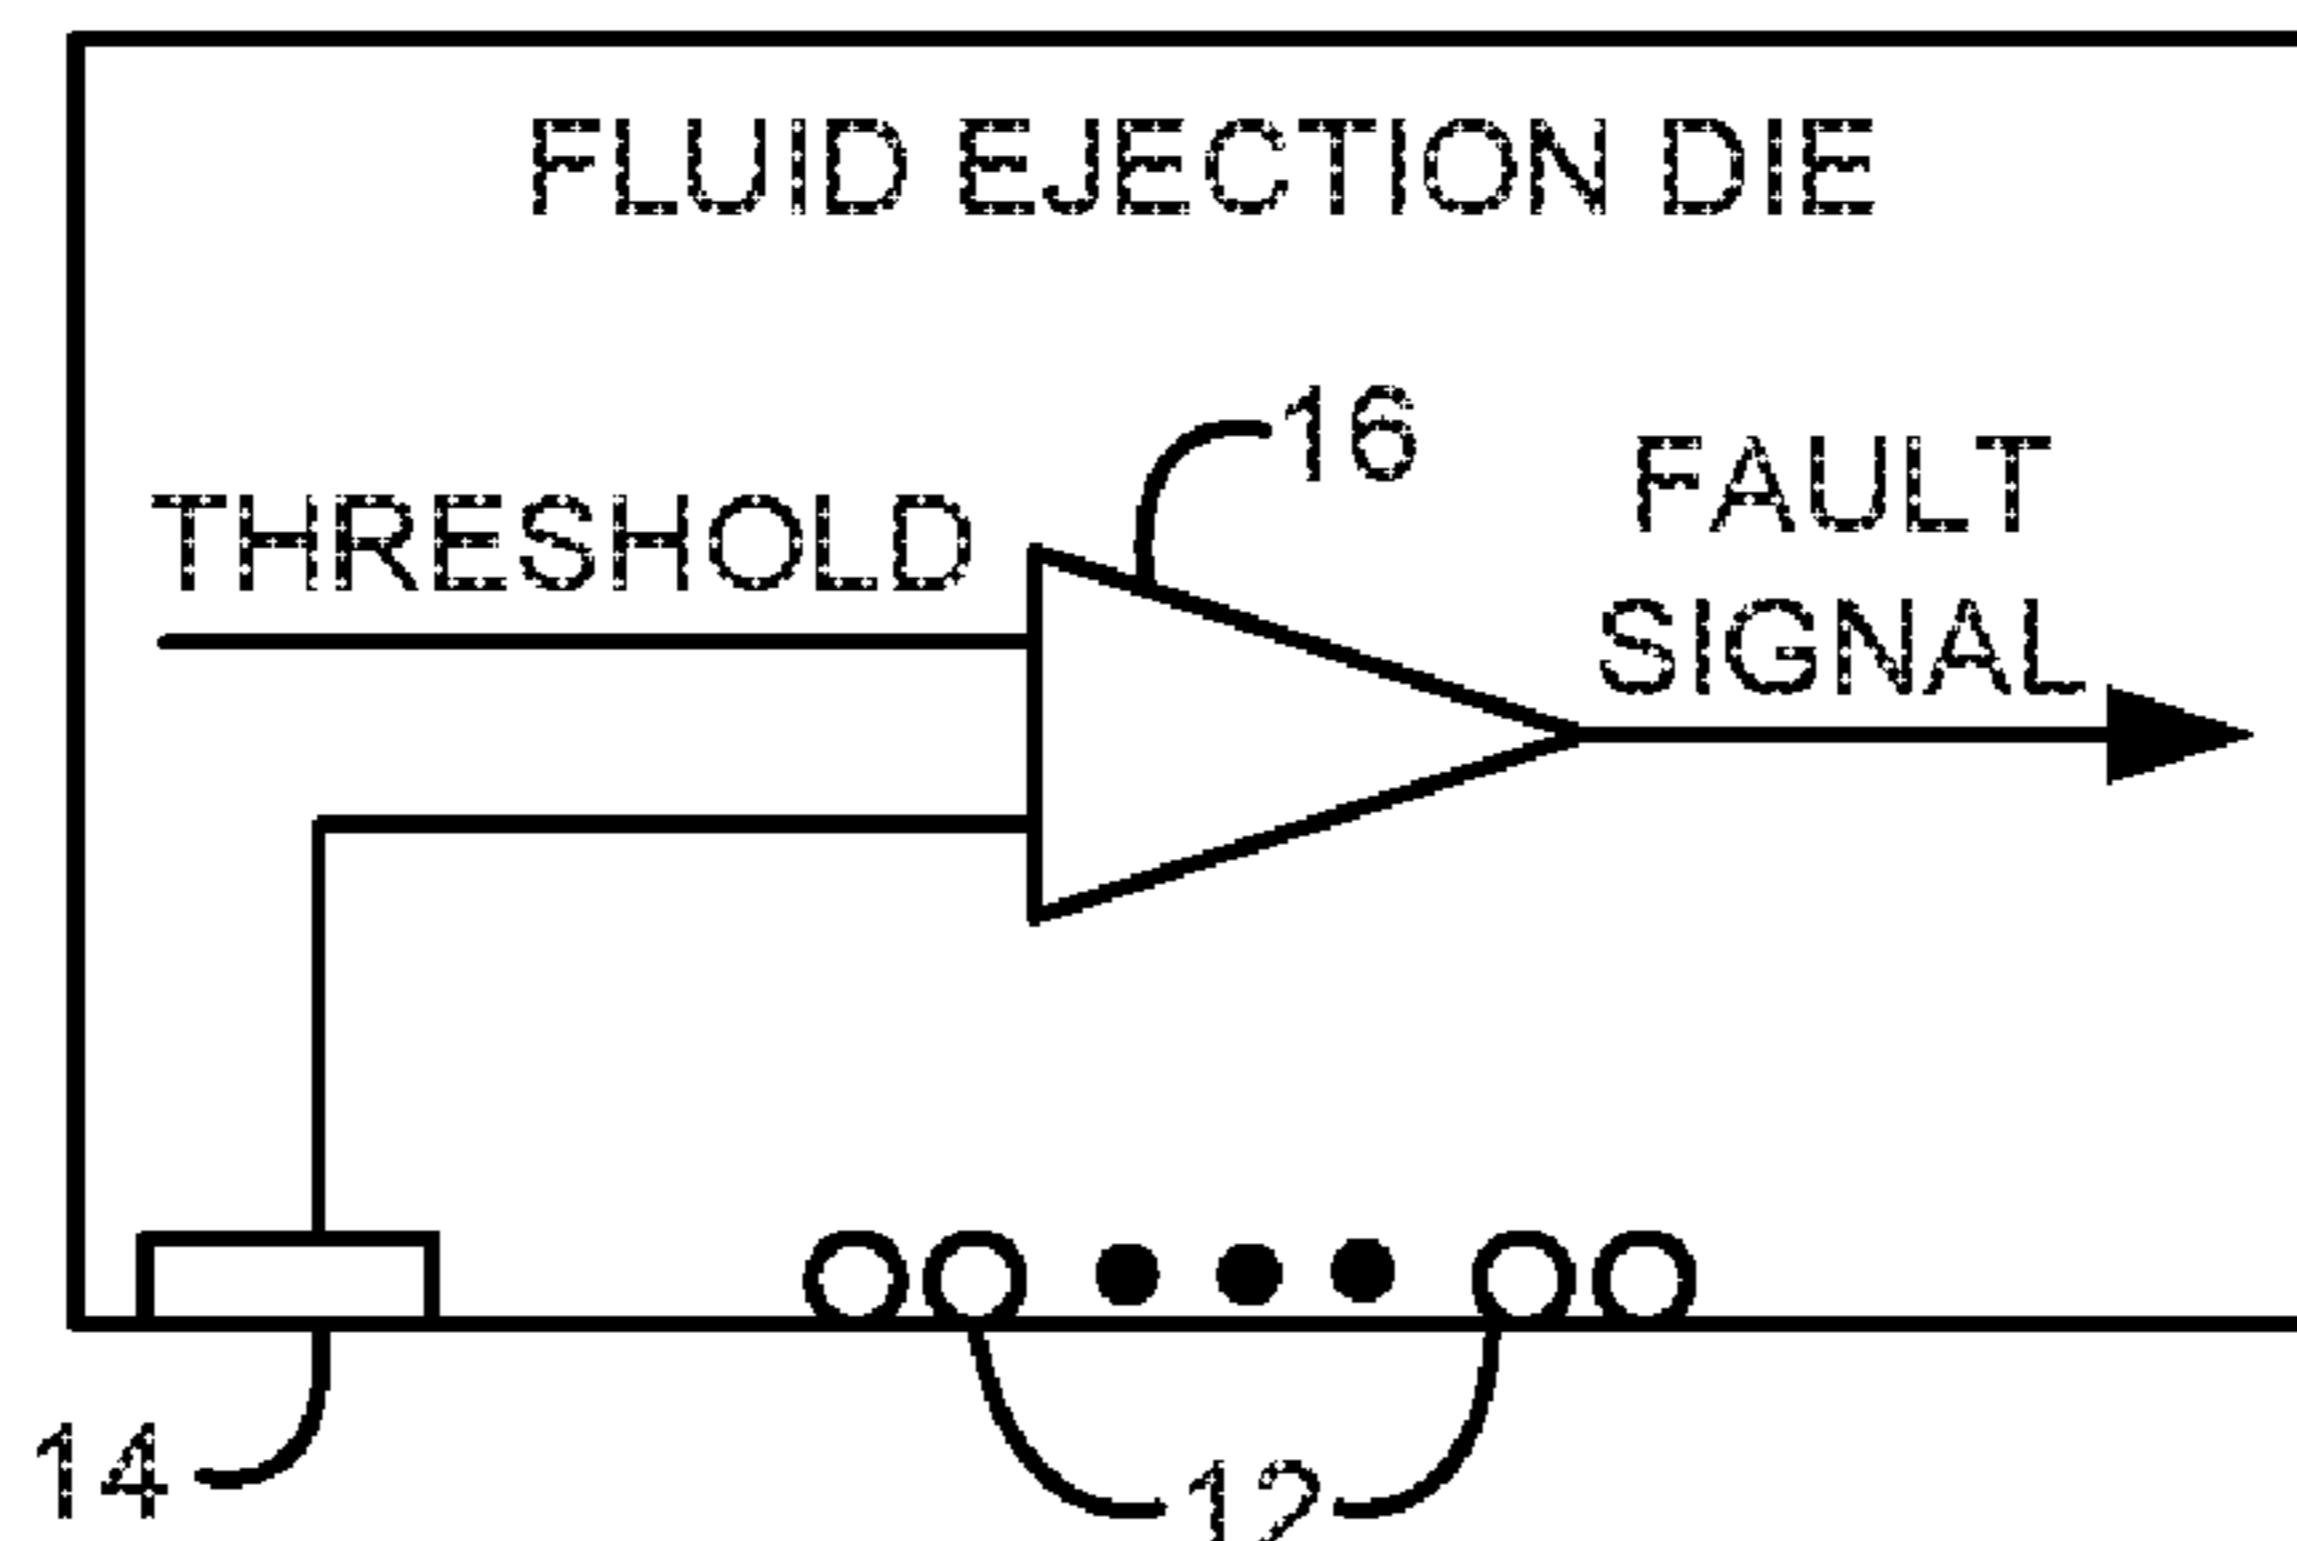 FLUID EJECTION DIE
16
THRESHOLD
FAULT
SIGNAL
14
12